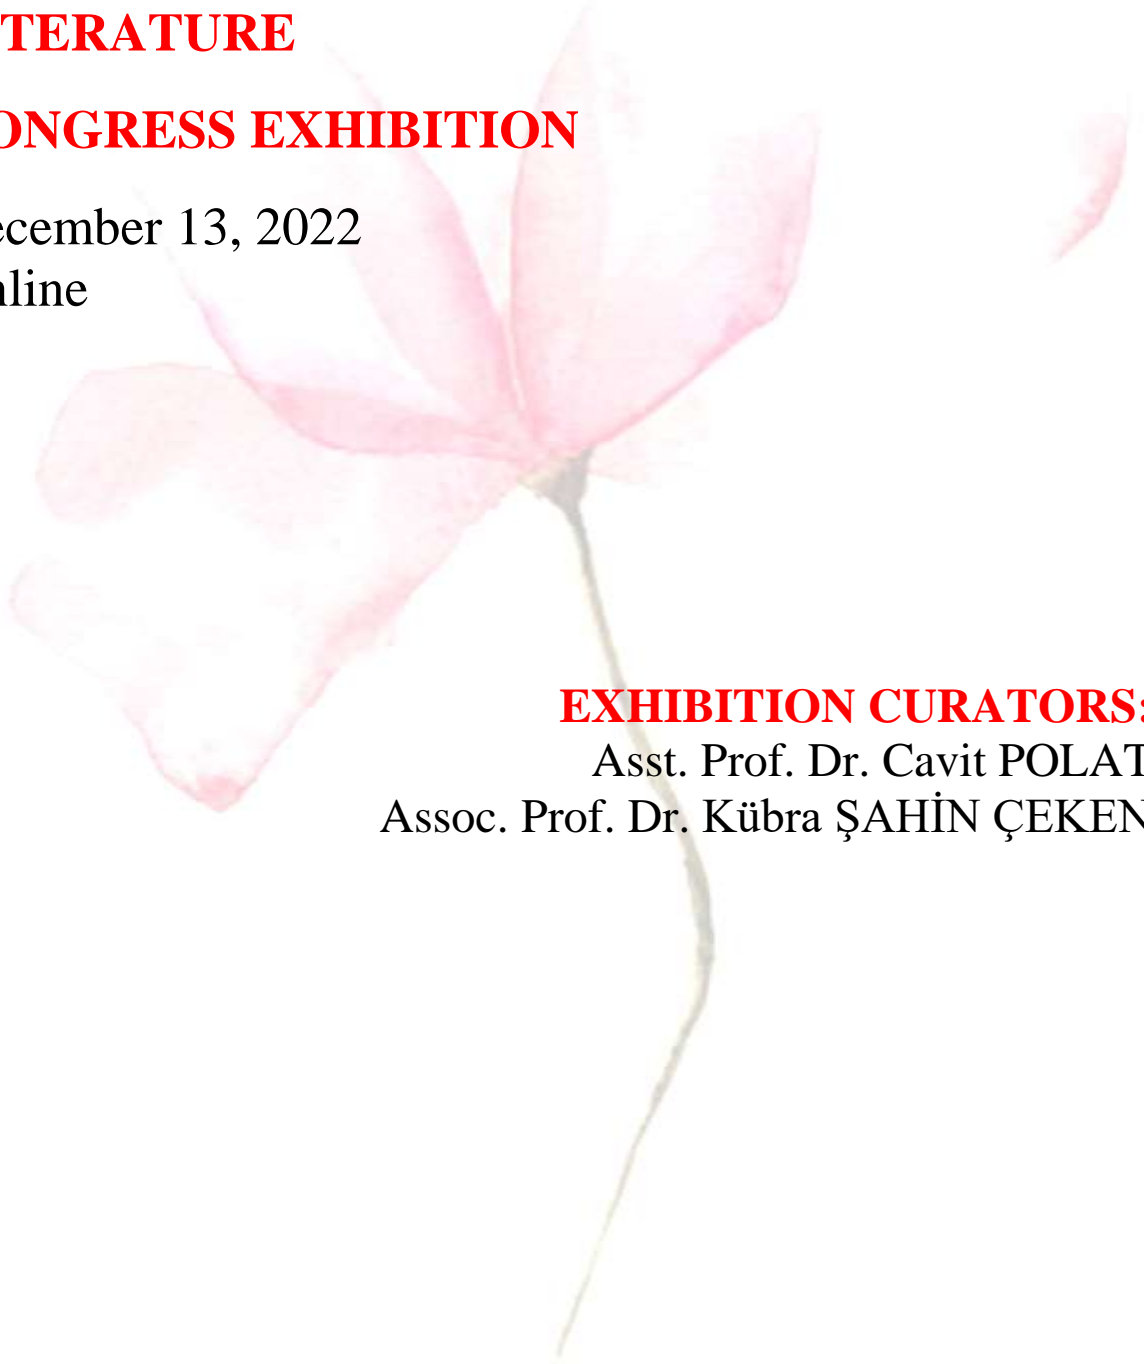 TERATURE
ONGRESS EXHIBITION
ecember 13, 2022
nline
EXHIBITION CURATORS:
Asst. Prof. Dr. Cavit POLAT
Assoc. Prof. Dr. Kübra ŞAHİN ÇEKEN